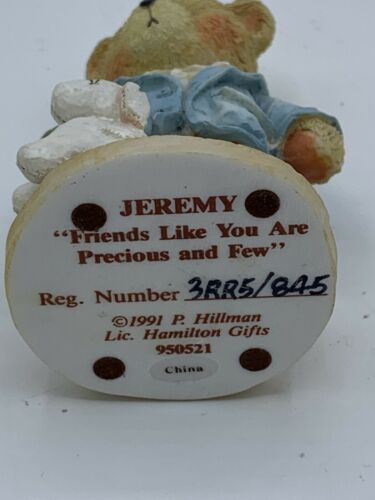 JEREMY
"Friends Like You Are
Precious and Few"
Reg. Number 3RR5/845
©1991 P. Hillman
Lic. Hamilton Gifts
950521
China